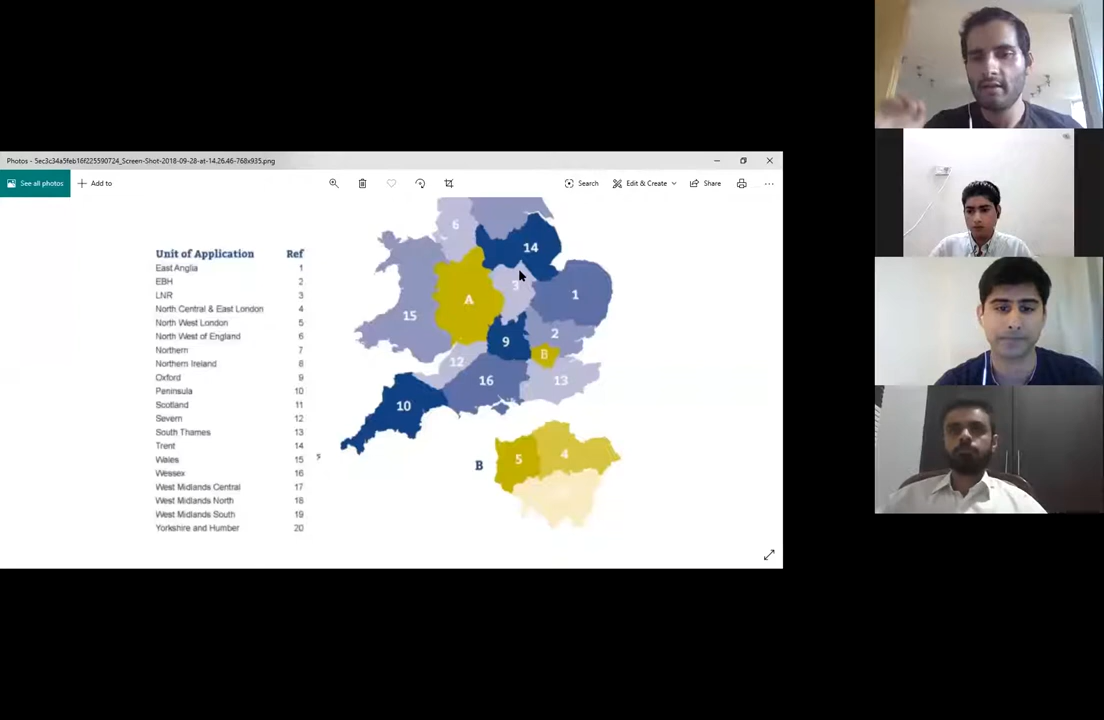 Photos - 5ec3c34a5feb16f225590724_Screen-Shot-2018-09-28-at-14.26.46-768x935.png
See all photos
Add to
Search
Edit & Create
Share
Unit of Application Ref
East Anglia 1
EBH 2
LNR 3
North Central & East London 4
North West London 5
North West of England 6
Northern 7
Northern Ireland 8
Oxford 9
Peninsula 10
Scotland 11
Severn 12
South Thames 13
Trent 14
Wales 15
Wessex 16
West Midlands Central 17
West Midlands North 18
West Midlands South 19
Yorkshire and Humber 20
6
14
A
3
1
15
9
2
12
B
16
13
10
B
5
4